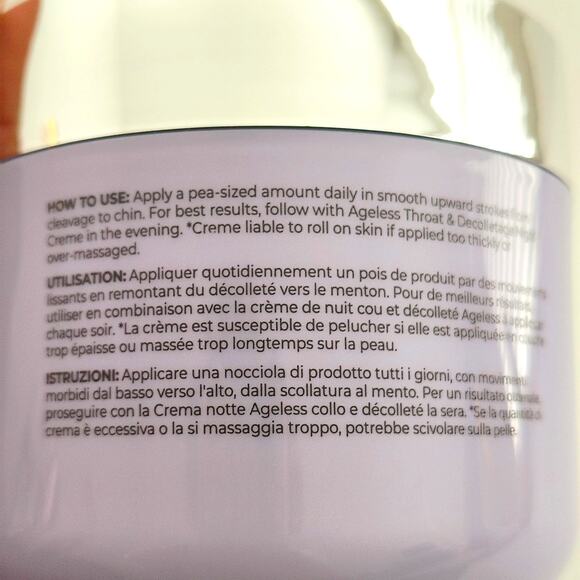 HOW TO USE: Apply a pea-sized amount daily in smooth upward strokes from
cleavage to chin. For best results, follow with Ageless Throat & Decolletage Night
Creme in the evening. *Creme liable to roll on skin if applied too thickly or
over-massaged.
UTILISATION: Appliquer quotidiennement un pois de produit par des mouvements
lissants en remontant du décolleté vers le menton. Pour de meilleurs résultats,
utiliser en combinaison avec la crème de nuit cou et décolleté Ageless à appliquer
chaque soir. *La crème est susceptible de pelucher si elle est appliquée en couche
trop épaisse ou massée trop longtemps sur la peau.
ISTRUZIONI: Applicare una nocciola di prodotto tutti i giorni, con movimenti
morbidi dal basso verso l'alto, dalla scollatura al mento. Per un risultato ottimale,
proseguire con la Crema notte Ageless collo e décolleté la sera. *Se la quantità di
crema è eccessiva o la si massaggia troppo, potrebbe scivolare sulla pelle.